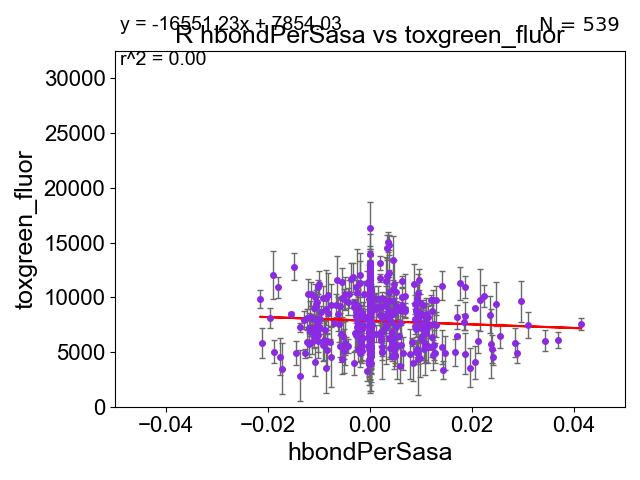 y = -16551.23x + 7854.03
N = 539
R hbondPerSasa vs toxgreen_fluor
r^2 = 0.00
toxgreen_fluor
30000
25000
20000
15000
10000
5000
0
−0.04 −0.02 0.00 0.02 0.04
hbondPerSasa